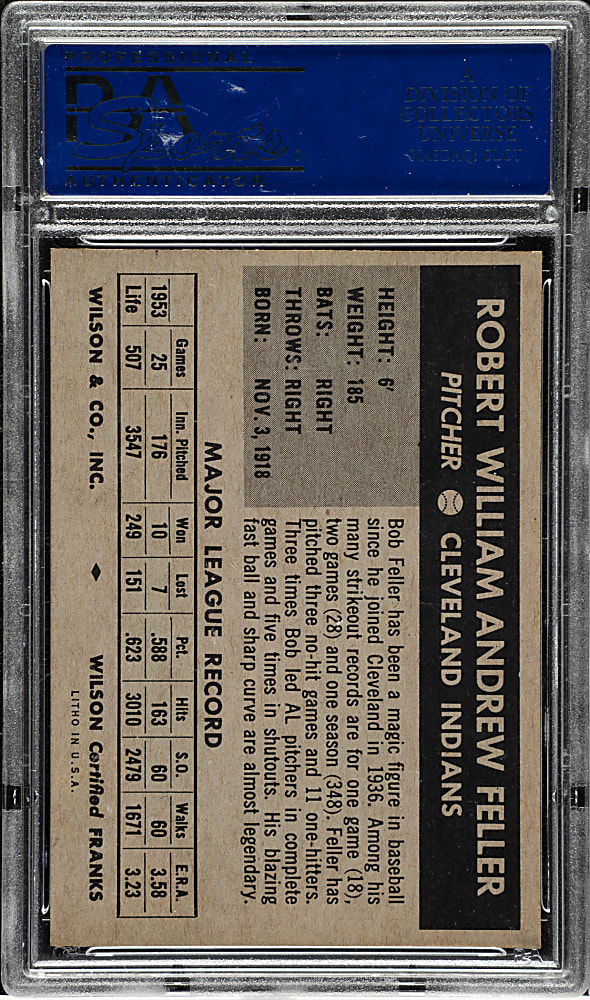 PROFESSIONAL
PSA
Sports
AUTHENTICATOR
A
DIVISION OF
COLLECTORS
UNIVERSE
NASDAQ: CLCT
ROBERT WILLIAM ANDREW FELLER
PITCHER CLEVELAND INDIANS
HEIGHT: 6'
WEIGHT: 185
BATS: RIGHT
THROWS: RIGHT
BORN: NOV. 3, 1918
Bob Feller has been a magic figure in baseball
since he joined Cleveland in 1936. Among his
many strikeout records are for one game (18),
two games (28) and one season (348). Feller has
pitched three no-hit games and 11 one-hitters.
Three times Bob led AL pitchers in complete
games and five times in shutouts. His blazing
fast ball and sharp curve are almost legendary.
MAJOR LEAGUE RECORD
Games Inn. Pitched Won Lost Pct. Hits S.O. Walks E.R.A.
1953 25 176 10 7 .588 163 60 60 3.58
Life 507 3547 249 151 .623 3010 2479 1671 3.23
WILSON & CO., INC. ♦ WILSON Certified FRANKS
LITHO IN U.S.A.